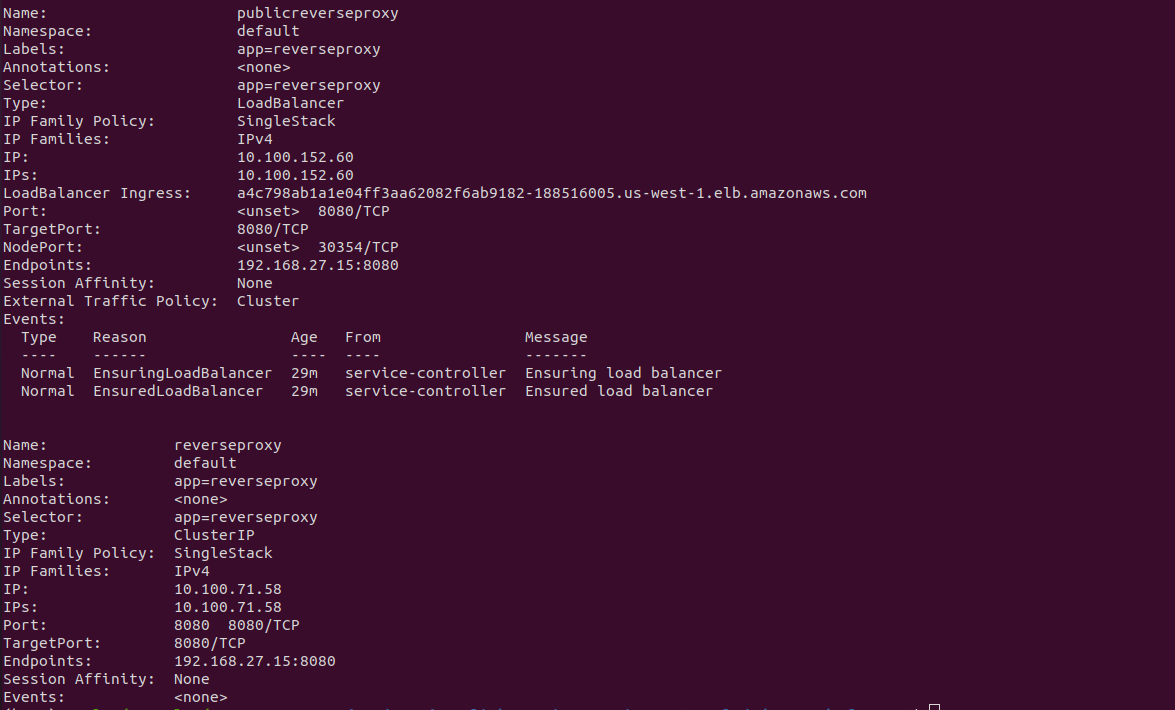 Name:                     publicreverseproxy
Namespace:                default
Labels:                   app=reverseproxy
Annotations:              <none>
Selector:                 app=reverseproxy
Type:                     LoadBalancer
IP Family Policy:         SingleStack
IP Families:              IPv4
IP:                       10.100.152.60
IPs:                      10.100.152.60
LoadBalancer Ingress:     a4c798ab1a1e04ff3aa62082f6ab9182-188516005.us-west-1.elb.amazonaws.com
Port:                     <unset>  8080/TCP
TargetPort:               8080/TCP
NodePort:                 <unset>  30354/TCP
Endpoints:                192.168.27.15:8080
Session Affinity:         None
External Traffic Policy:  Cluster
Events:
  Type    Reason                Age   From                Message
  ----    ------                ----  ----                -------
  Normal  EnsuringLoadBalancer  29m   service-controller  Ensuring load balancer
  Normal  EnsuredLoadBalancer   29m   service-controller  Ensured load balancer
Name:              reverseproxy
Namespace:         default
Labels:            app=reverseproxy
Annotations:       <none>
Selector:          app=reverseproxy
Type:              ClusterIP
IP Family Policy:  SingleStack
IP Families:       IPv4
IP:                10.100.71.58
IPs:               10.100.71.58
Port:              8080  8080/TCP
TargetPort:        8080/TCP
Endpoints:         192.168.27.15:8080
Session Affinity:  None
Events:            <none>